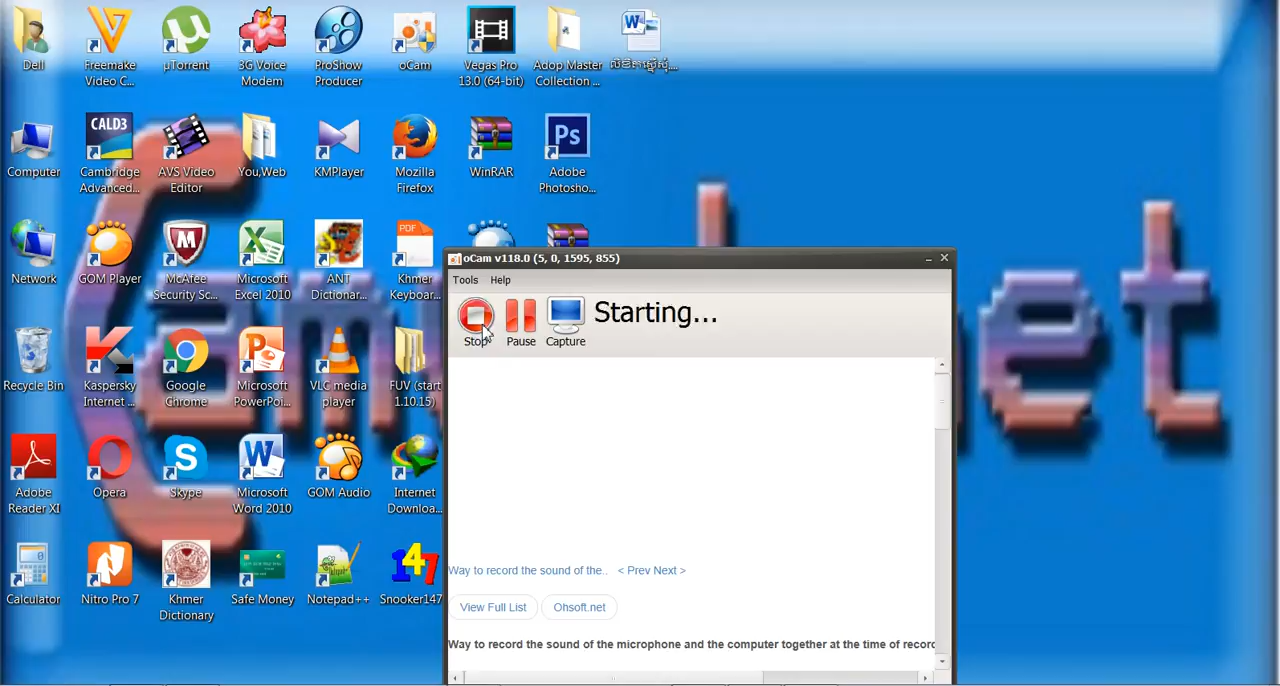 Dell
Freemake
Video C...
µTorrent
3G Voice
Modem
ProShow
Producer
oCam
Vegas Pro
13.0 (64-bit)
Adop Master
Collection ...
Computer
CALD3
Cambridge
Advanced...
AVS Video
Editor
You,Web
KMPlayer
Mozilla
Firefox
WinRAR
Ps
Adobe
Photosho...
Network
GOM Player
McAfee
Security Sc...
Microsoft
Excel 2010
ANT
Dictionar...
PDF
Khmer
Keyboar...
oCam v118.0 (5, 0, 1595, 855)
Tools Help
Starting...
Stop
Pause
Capture
Recycle Bin
Kaspersky
Internet ...
Google
Chrome
Microsoft
PowerPoi...
VLC media
player
FUV (start
1.10.15)
Adobe
Reader XI
Opera
Skype
Microsoft
Word 2010
GOM Audio
Internet
Downloa...
Calculator
Nitro Pro 7
Khmer
Dictionary
Safe Money
Notepad++
147
Snooker147
Way to record the sound of the.. < Prev Next >
View Full List
Ohsoft.net
Way to record the sound of the microphone and the computer together at the time of record